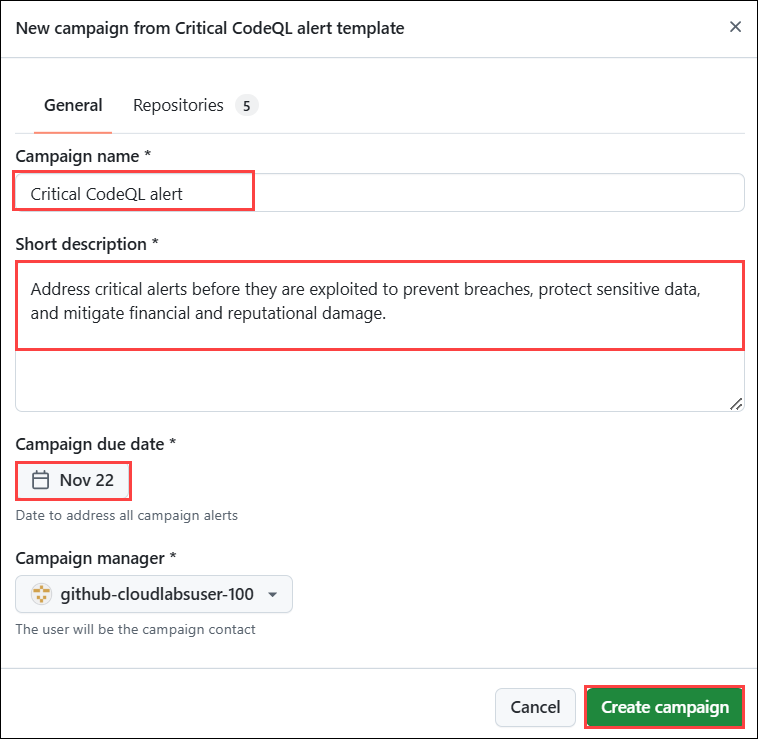 New campaign from Critical CodeQL alert template
General Repositories 5
Campaign name *
Critical CodeQL alert
Short description *
Address critical alerts before they are exploited to prevent breaches, protect sensitive data,
and mitigate financial and reputational damage.
Campaign due date *
Nov 22
Date to address all campaign alerts
Campaign manager *
github-cloudlabsuser-100
The user will be the campaign contact
Cancel Create campaign